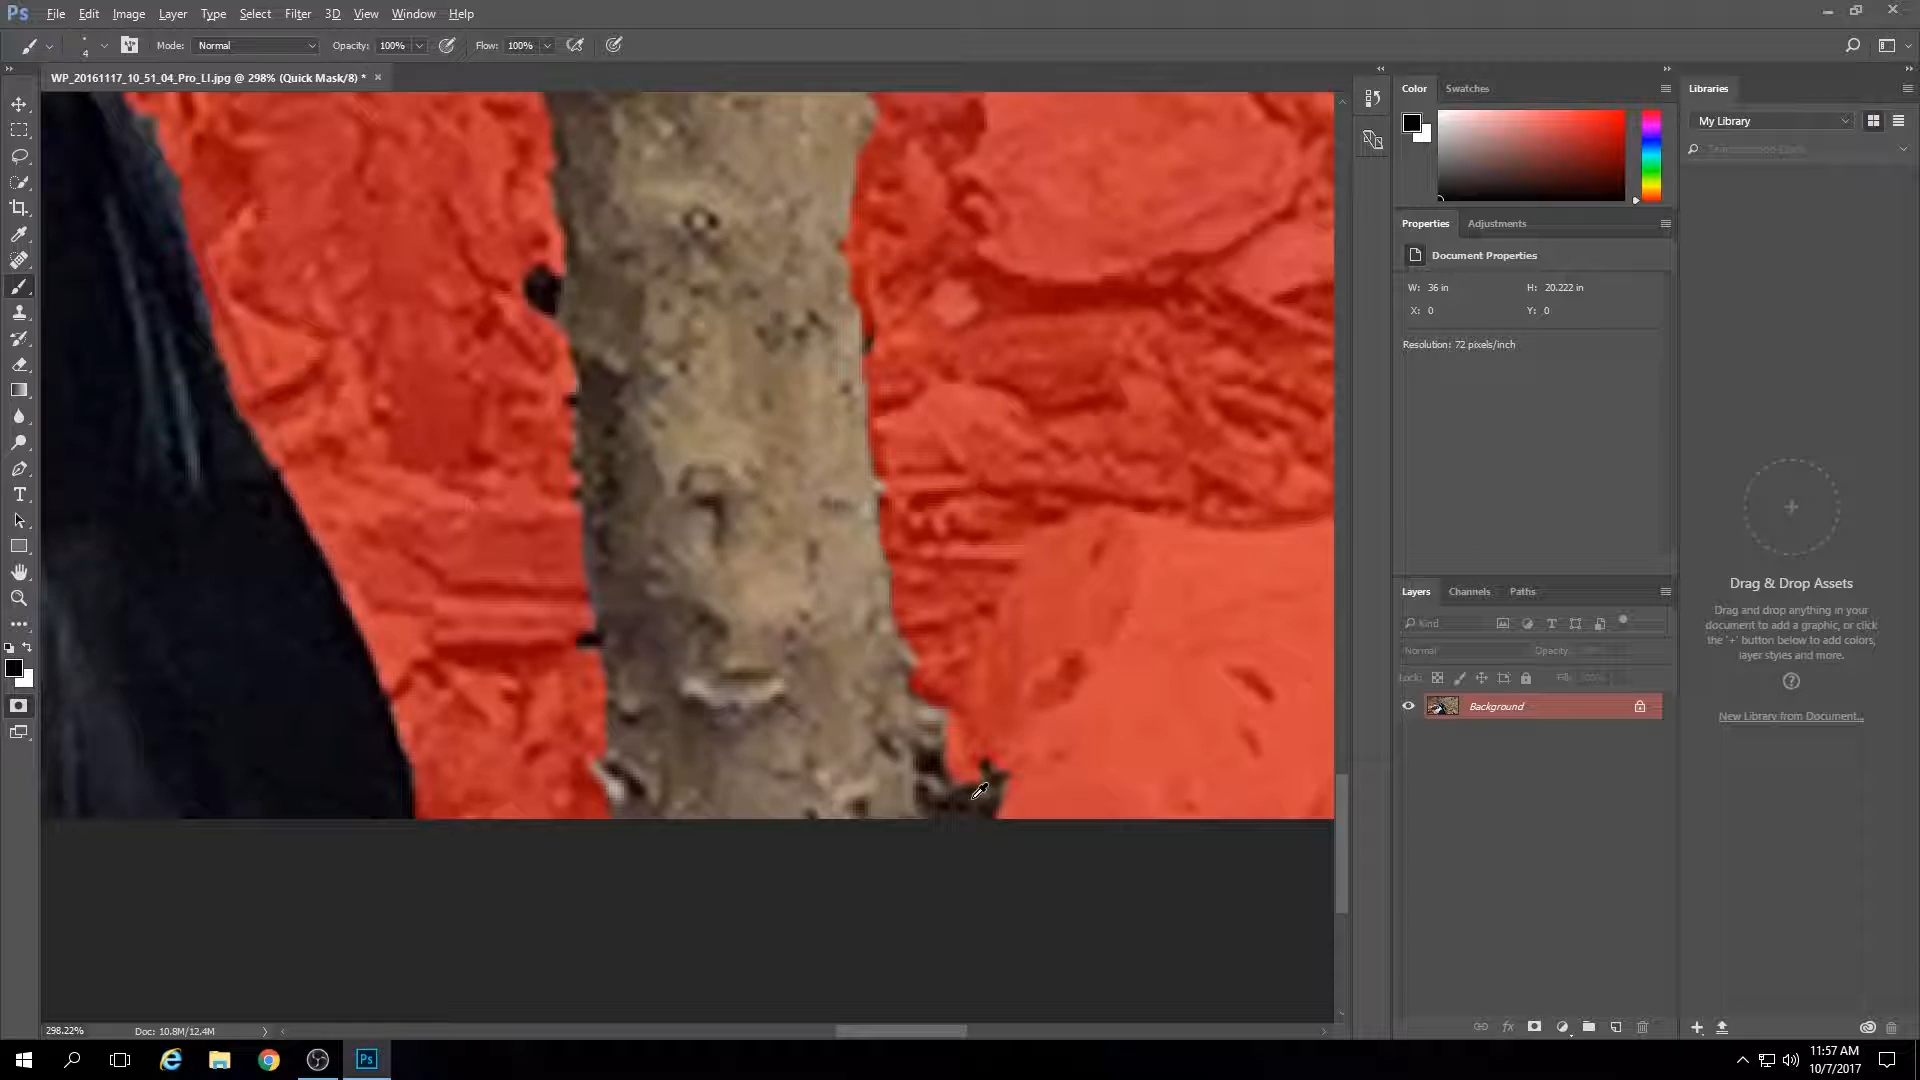 Ps File Edit Image Layer Type Select Filter 3D View Window Help
4 Mode: Normal Opacity: 100% Flow: 100%
WP_20161117_10_51_04_Pro_LI.jpg @ 298% (Quick Mask/8) * ×
Color Swatches
Libraries
My Library
Properties Adjustments
Document Properties
W: 36 in H: 20.222 in
X: 0 Y: 0
Resolution: 72 pixels/inch
Drag & Drop Assets
Drag and drop anything in your
document to add a graphic, or click
the '+' button below to add colors,
layer styles and more.
New Library from Document...
Layers Channels Paths
Kind
Normal Opacity:
Lock: Fill:
Background
298.22% Doc: 10.8M/12.4M
Ps
11:57 AM
10/7/2017